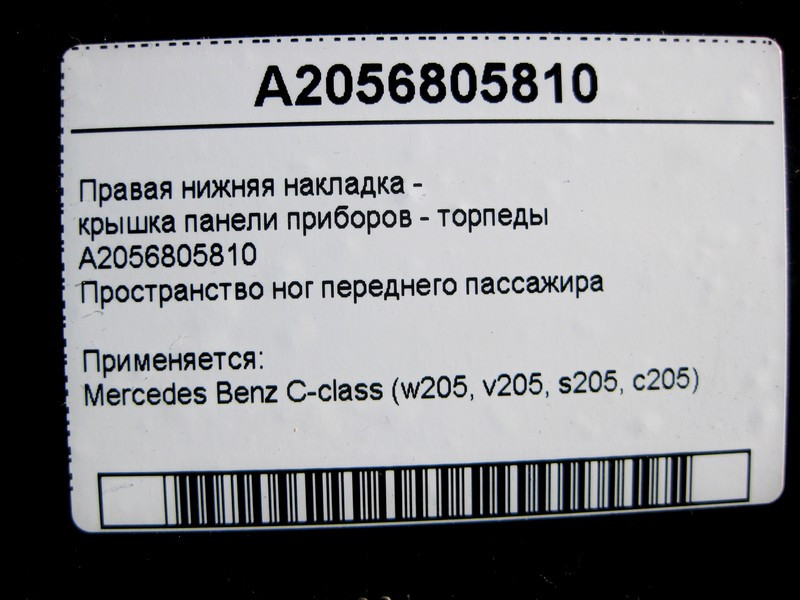 A2056805810
Правая нижняя накладка -
крышка панели приборов - торпеды
A2056805810
Пространство ног переднего пассажира
Применяется:
Mercedes Benz C-class (w205, v205, s205, c205)